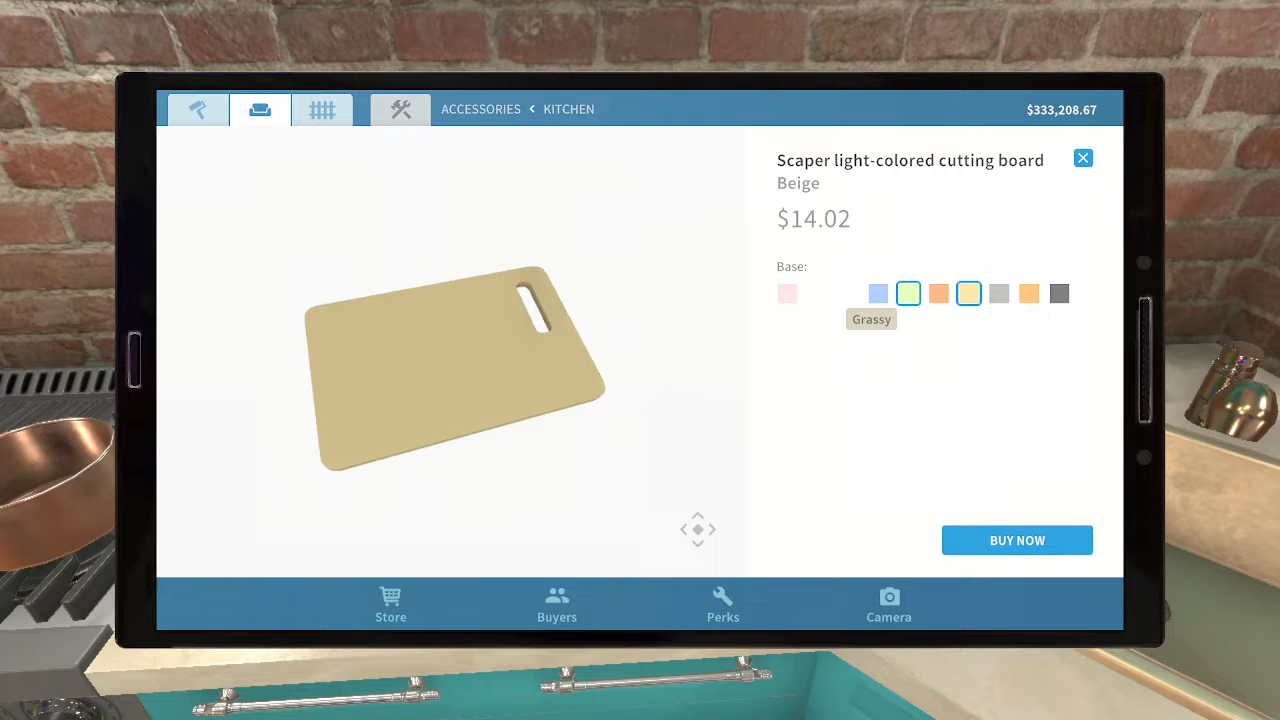 ACCESSORIES < KITCHEN
$333,208.67
Scaper light-colored cutting board
Beige
$14.02
Base:
Grassy
BUY NOW
Store
Buyers
Perks
Camera